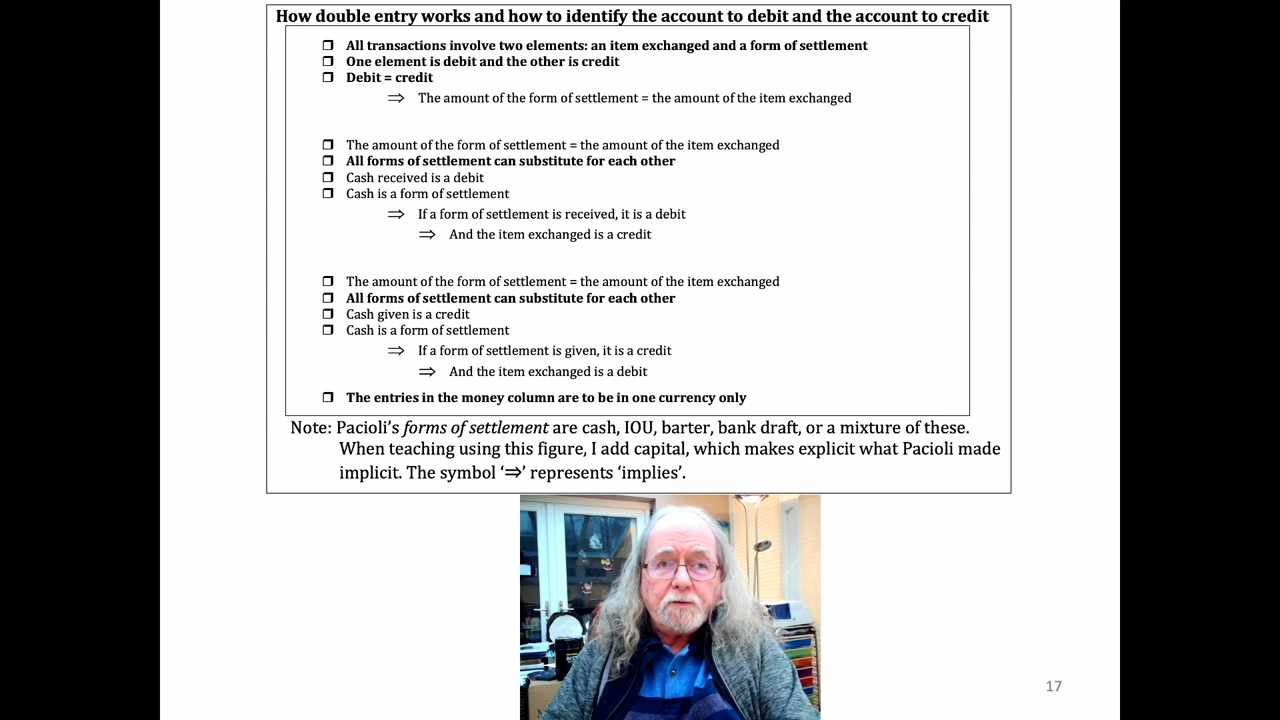 How double entry works and how to identify the account to debit and the account to credit
❒ All transactions involve two elements: an item exchanged and a form of settlement
❒ One element is debit and the other is credit
❒ Debit = credit
⇒ The amount of the form of settlement = the amount of the item exchanged
❒ The amount of the form of settlement = the amount of the item exchanged
❒ All forms of settlement can substitute for each other
❒ Cash received is a debit
❒ Cash is a form of settlement
⇒ If a form of settlement is received, it is a debit
⇒ And the item exchanged is a credit
❒ The amount of the form of settlement = the amount of the item exchanged
❒ All forms of settlement can substitute for each other
❒ Cash given is a credit
❒ Cash is a form of settlement
⇒ If a form of settlement is given, it is a credit
⇒ And the item exchanged is a debit
❒ The entries in the money column are to be in one currency only
Note: Pacioli's forms of settlement are cash, IOU, barter, bank draft, or a mixture of these.
When teaching using this figure, I add capital, which makes explicit what Pacioli made
implicit. The symbol '⇒' represents 'implies'.
17